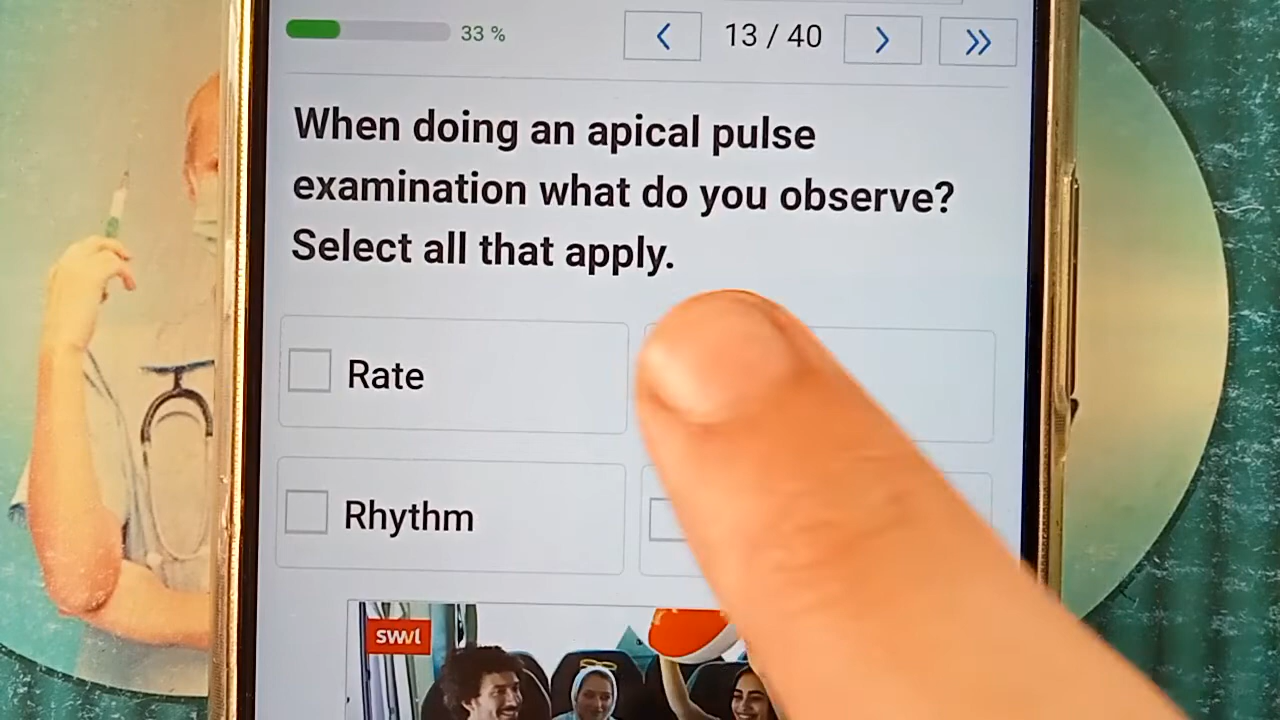 33 %
13 / 40
When doing an apical pulse
examination what do you observe?
Select all that apply.
Rate
Rhythm
swvl